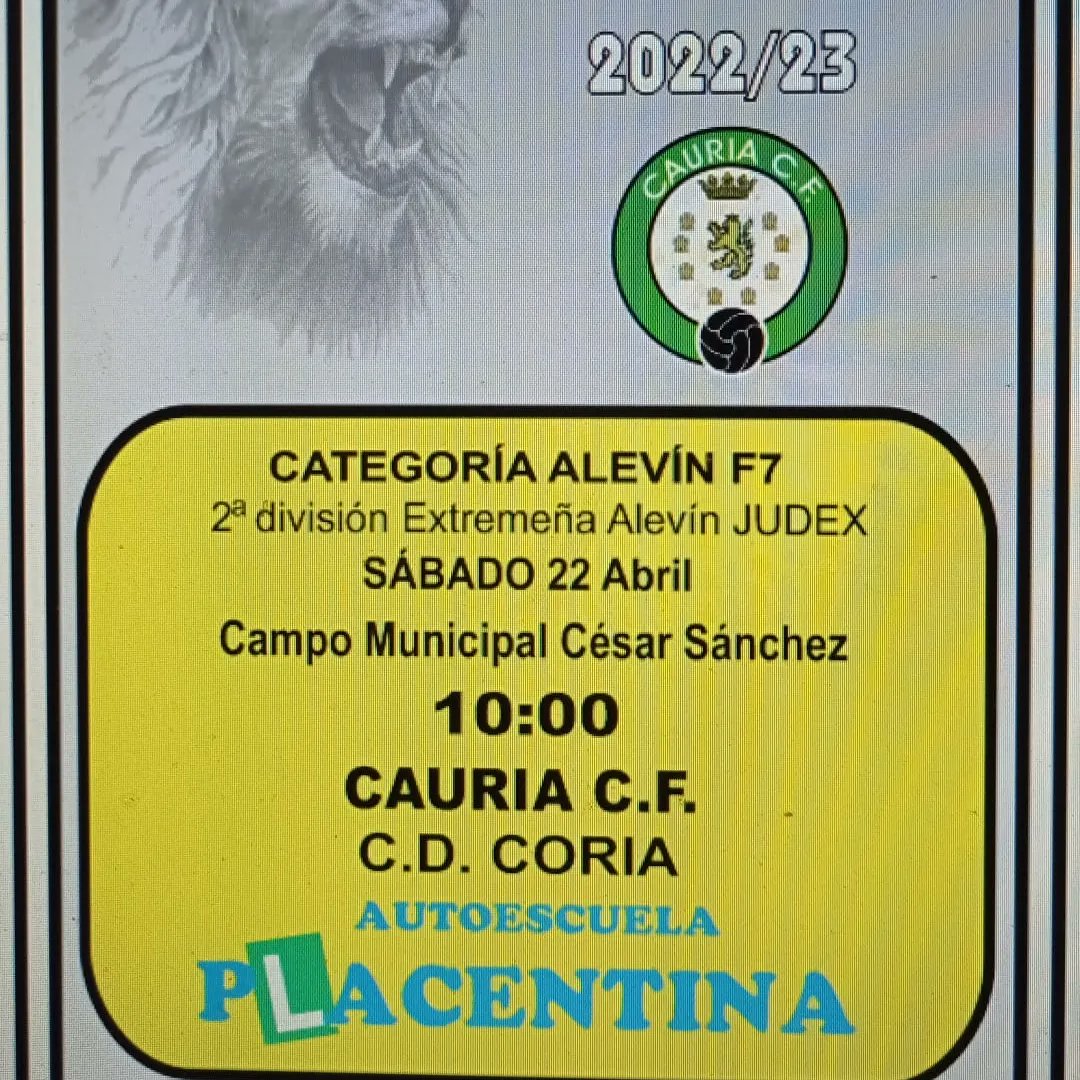 2022/23
CAURIA C.F.
CATEGORÍA ALEVÍN F7
2ª división Extremeña Alevín JUDEX
SÁBADO 22 Abril
Campo Municipal César Sánchez
10:00
CAURIA C.F.
C.D. CORIA
AUTOESCUELA
PLACENTINA